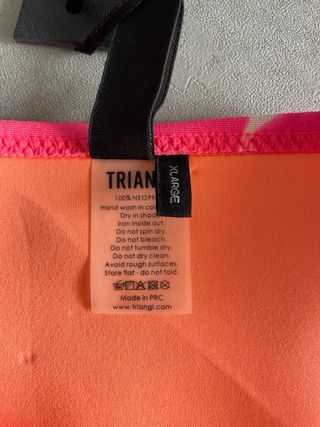 TRIANG
XLARGE
100% NEOPR
Hand wash in co
Dry in shade
Iron inside out.
Do not spin dry.
Do not bleach.
Do not tumble dry.
Do not dry clean.
Avoid rough surfaces.
Store flat - do not fold.
Made in PRC
www.triangl.com